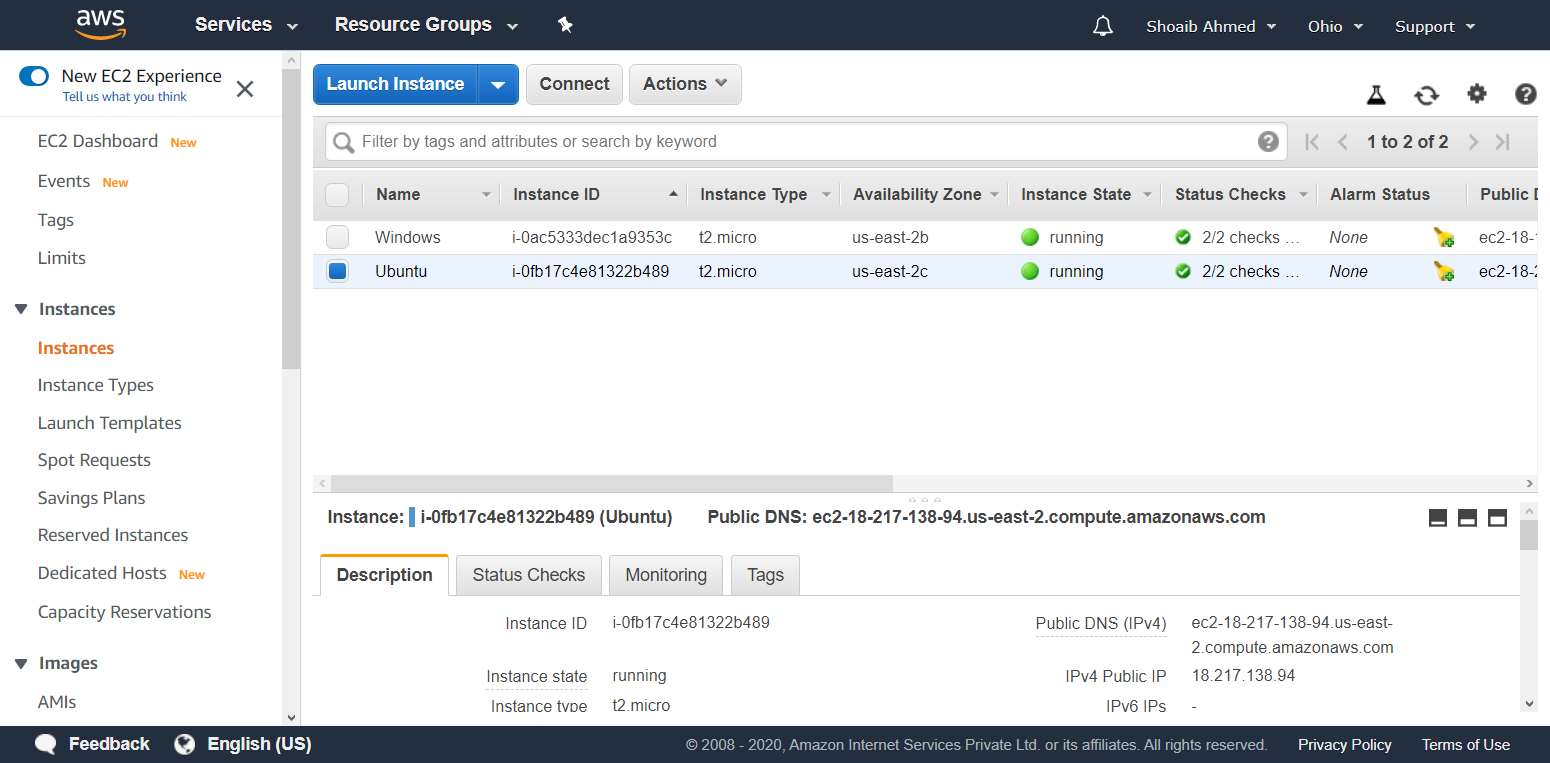 aws Services Resource Groups Shoaib Ahmed Ohio Support
New EC2 Experience
Tell us what you think
EC2 Dashboard New
Events New
Tags
Limits
Instances
Instances
Instance Types
Launch Templates
Spot Requests
Savings Plans
Reserved Instances
Dedicated Hosts New
Capacity Reservations
Images
AMIs
Launch Instance Connect Actions
Filter by tags and attributes or search by keyword 1 to 2 of 2
Name Instance ID Instance Type Availability Zone Instance State Status Checks Alarm Status Public
Windows i-0ac5333dec1a9353c t2.micro us-east-2b running 2/2 checks ... None ec2-18-
Ubuntu i-0fb17c4e81322b489 t2.micro us-east-2c running 2/2 checks ... None ec2-18-2
Instance: i-0fb17c4e81322b489 (Ubuntu) Public DNS: ec2-18-217-138-94.us-east-2.compute.amazonaws.com
Description Status Checks Monitoring Tags
Instance ID i-0fb17c4e81322b489 Public DNS (IPv4) ec2-18-217-138-94.us-east-
2.compute.amazonaws.com
Instance state running IPv4 Public IP 18.217.138.94
Instance type t2.micro IPv6 IPs -
Feedback English (US) © 2008 - 2020, Amazon Internet Services Private Ltd. or its affiliates. All rights reserved. Privacy Policy Terms of Use